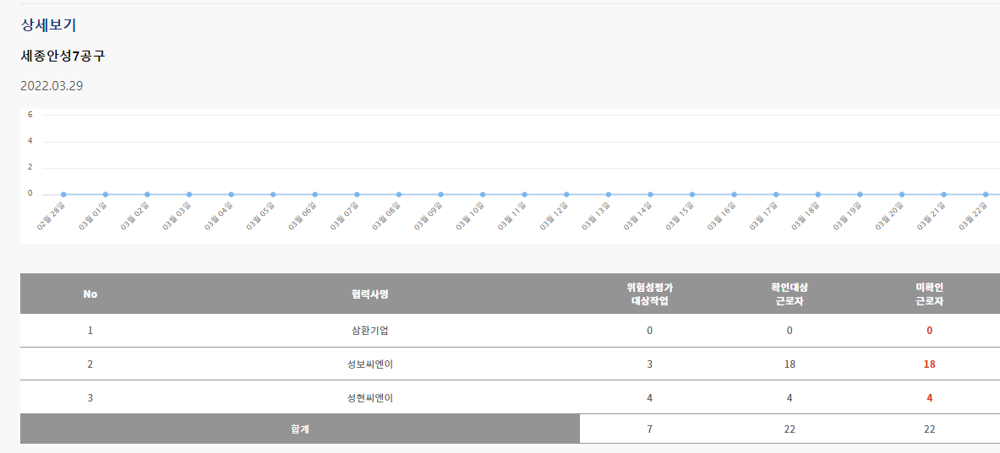 상세보기
세종안성7공구
2022.03.29
6
4
2
0
02월 28일 03월 01일 03월 02일 03월 03일 03월 04일 03월 05일 03월 06일 03월 07일 03월 08일 03월 09일 03월 10일 03월 11일 03월 12일 03월 13일 03월 14일 03월 15일 03월 16일 03월 17일 03월 18일 03월 19일 03월 20일 03월 21일 03월 22일
No 협력사명 위험성평가 대상작업 확인대상 근로자 미확인 근로자
1 삼환기업 0 0 0
2 성보씨엔이 3 18 18
3 성현씨앤이 4 4 4
합계 7 22 22